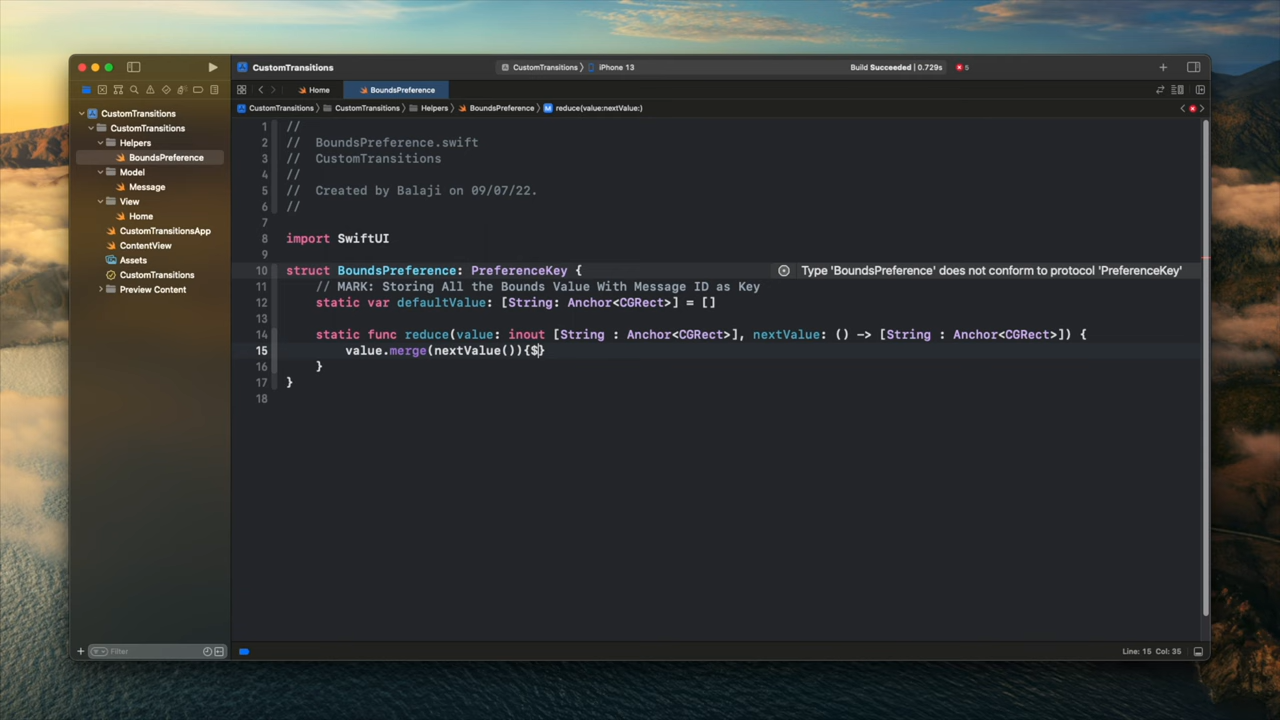 CustomTransitions
CustomTransitions 〉 iPhone 13
Build Succeeded | 0.729s
5
Home
BoundsPreference
CustomTransitions 〉 CustomTransitions 〉 Helpers 〉 BoundsPreference 〉 M reduce(value:nextValue:)
CustomTransitions
CustomTransitions
Helpers
BoundsPreference
Model
Message
View
Home
CustomTransitionsApp
ContentView
Assets
CustomTransitions
Preview Content
Filter
1 //
2 //  BoundsPreference.swift
3 //  CustomTransitions
4 //
5 //  Created by Balaji on 09/07/22.
6 //
7
8 import SwiftUI
9
10 struct BoundsPreference: PreferenceKey {
Type 'BoundsPreference' does not conform to protocol 'PreferenceKey'
11     // MARK: Storing All the Bounds Value With Message ID as Key
12     static var defaultValue: [String: Anchor<CGRect>] = []
13
14     static func reduce(value: inout [String : Anchor<CGRect>], nextValue: () -> [String : Anchor<CGRect>]) {
15         value.merge(nextValue()){$}
16     }
17 }
18
Line: 15 Col: 35